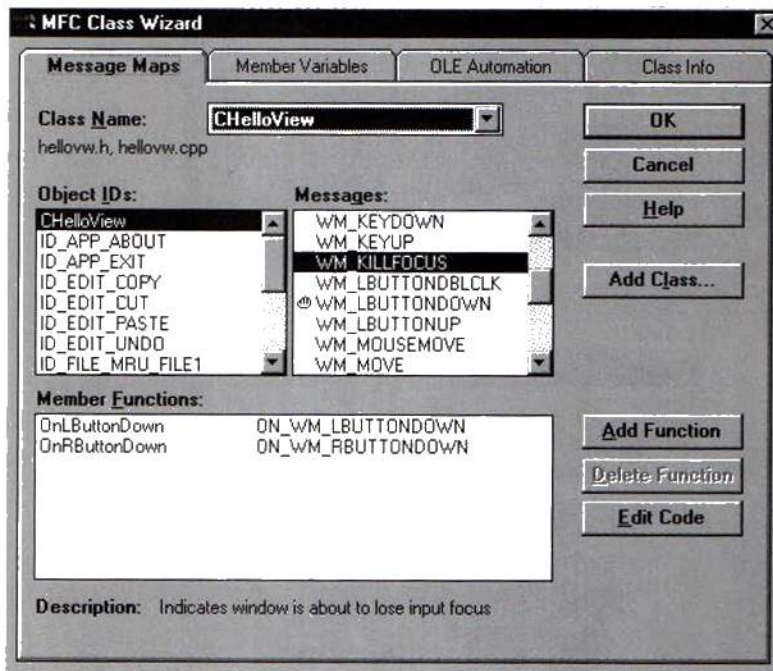 MFC Class Wizard
Message Maps
Member Variables
OLE Automation
Class Info
Class Name:
CHelloView
hellovw.h, hellovw.cpp
OK
Cancel
Help
Add Class...
Object IDs:
CHelloView
ID_APP_ABOUT
ID_APP_EXIT
ID_EDIT_COPY
ID_EDIT_CUT
ID_EDIT_PASTE
ID_EDIT_UNDO
ID_FILE_MRU_FILE1
Messages:
WM_KEYDOWN
WM_KEYUP
WM_KILLFOCUS
WM_LBUTTONDBLCLK
WM_LBUTTONDOWN
WM_LBUTTONUP
WM_MOUSEMOVE
WM_MOVE
Member Functions:
OnLButtonDown ON_WM_LBUTTONDOWN
OnRButtonDown ON_WM_RBUTTONDOWN
Add Function
Delete Function
Edit Code
Description: Indicates window is about to lose input focus